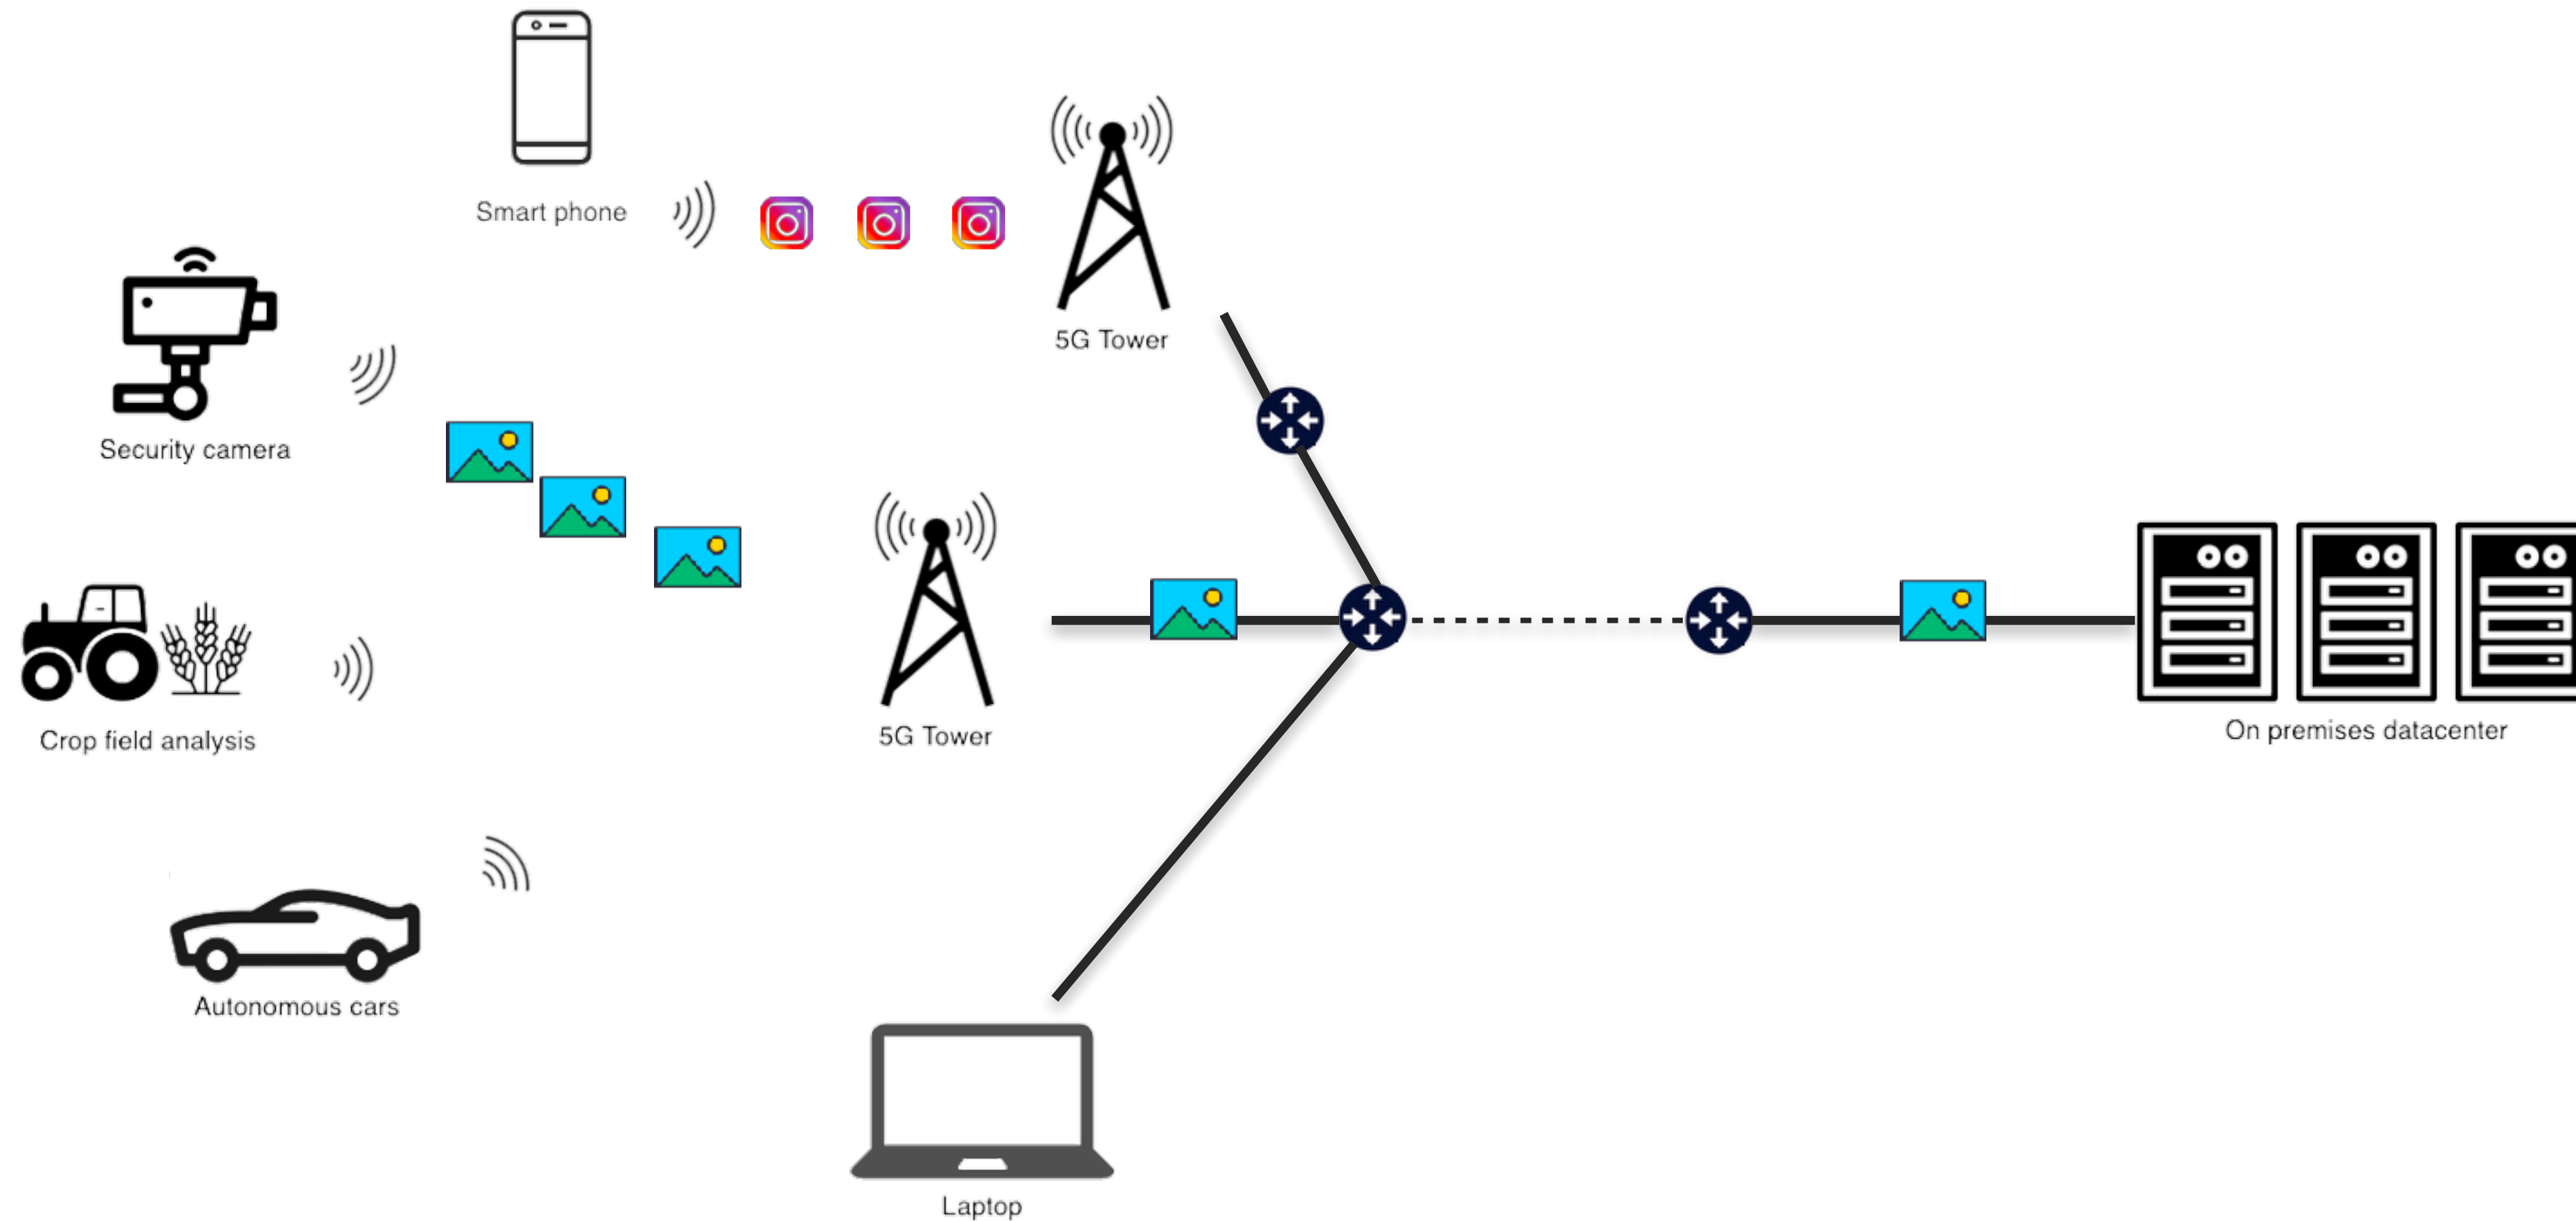 Smart phone
5G Tower
Security camera
5G Tower
Crop field analysis
On premises datacenter
Autonomous cars
Laptop